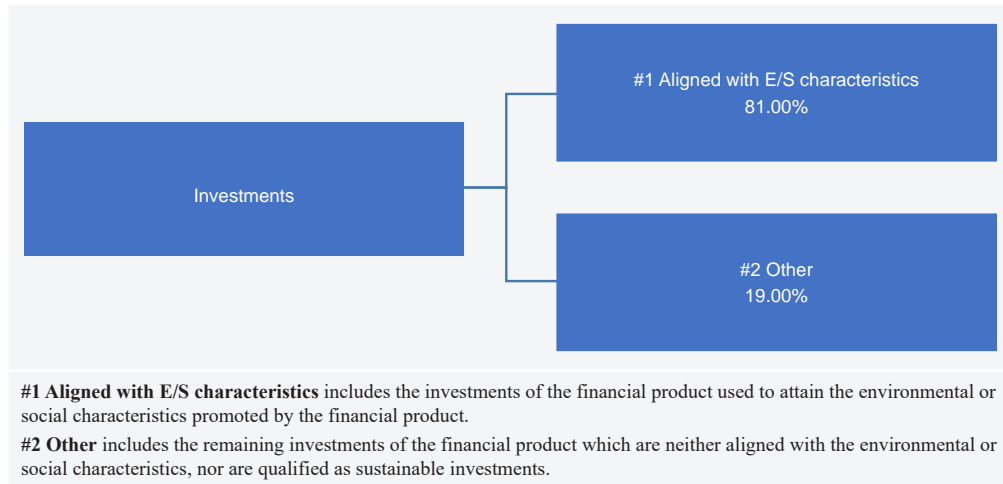 Investments
#1 Aligned with E/S characteristics
81.00%
#2 Other
19.00%
#1 Aligned with E/S characteristics includes the investments of the financial product used to attain the environmental or
social characteristics promoted by the financial product.
#2 Other includes the remaining investments of the financial product which are neither aligned with the environmental or
social characteristics, nor are qualified as sustainable investments.